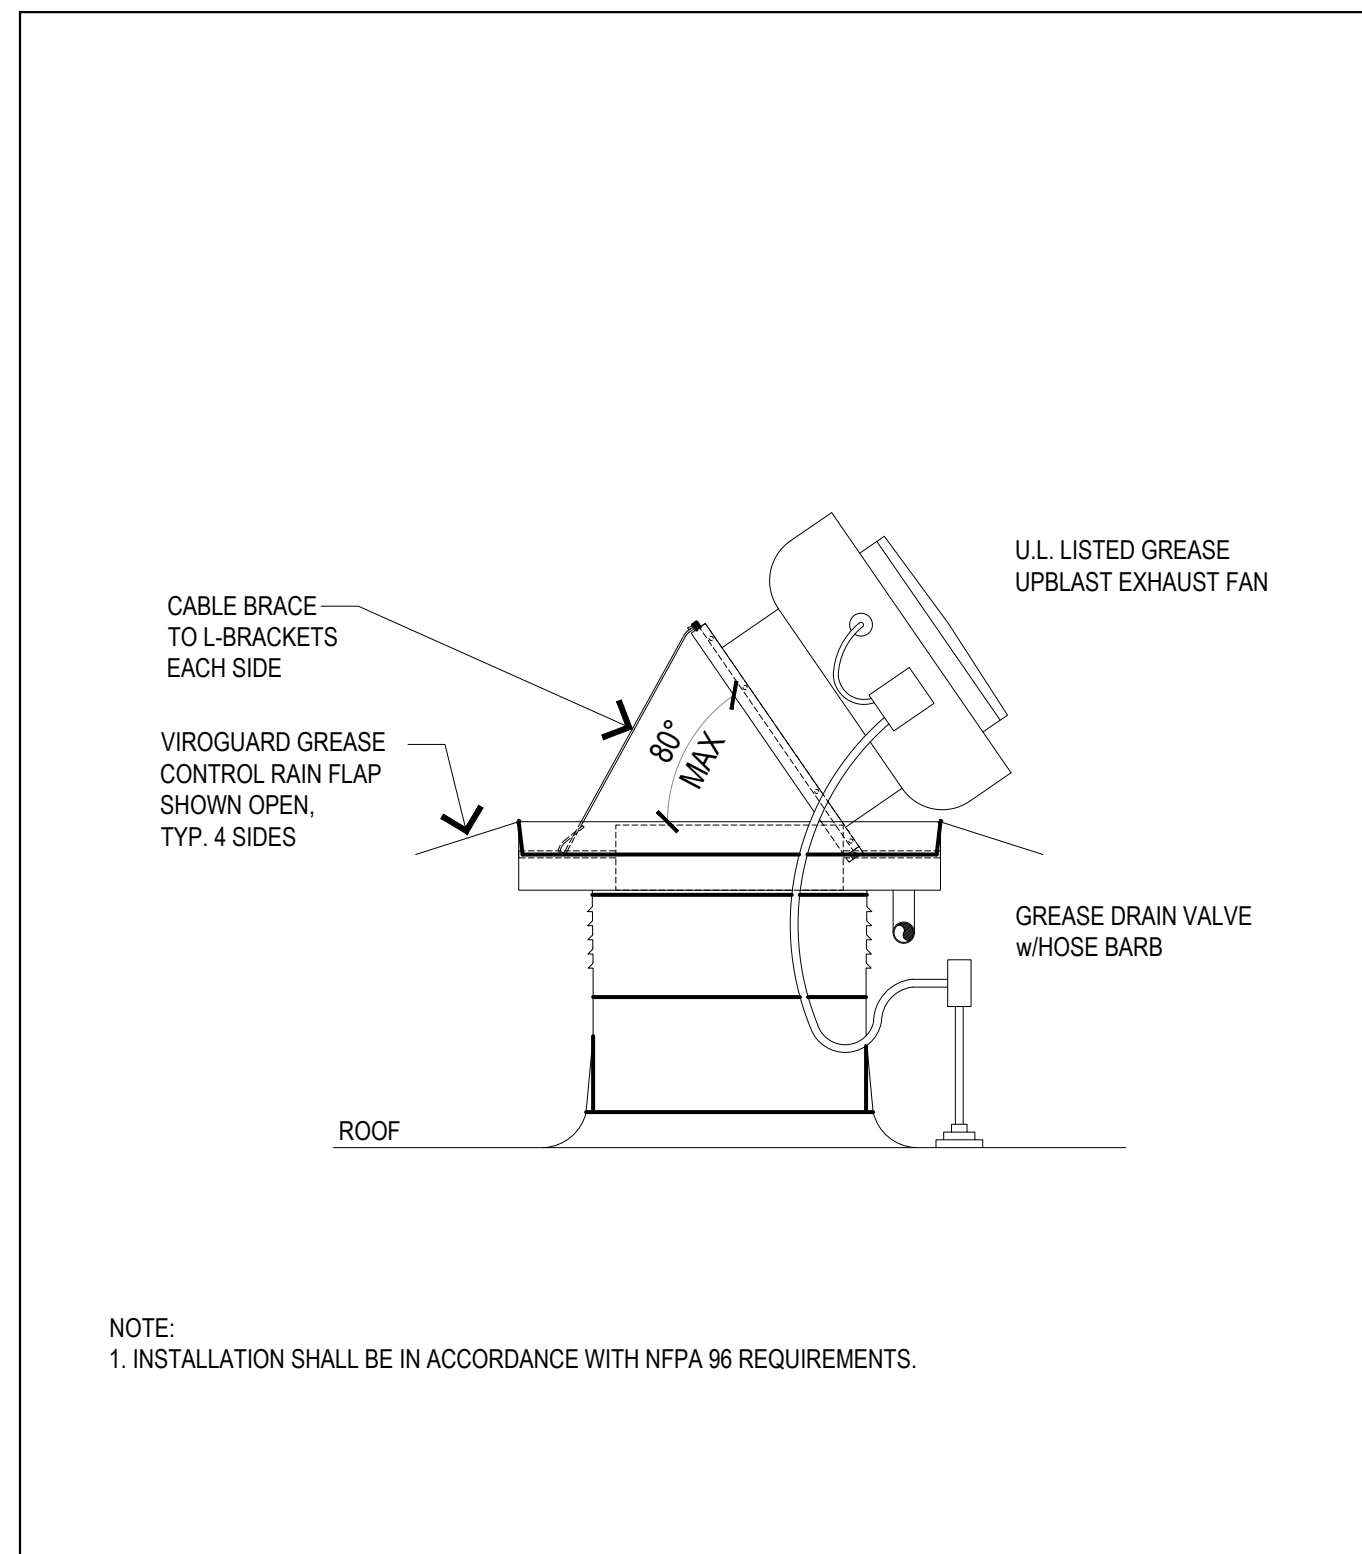 U.L. LISTED GREASE
UPBLAST EXHAUST FAN
CABLE BRACE
TO L-BRACKETS
EACH SIDE
80°
MAX
VIROGUARD GREASE
CONTROL RAIN FLAP
SHOWN OPEN,
TYP. 4 SIDES
GREASE DRAIN VALVE
w/HOSE BARB
ROOF
NOTE:
1. INSTALLATION SHALL BE IN ACCORDANCE WITH NFPA 96 REQUIREMENTS.